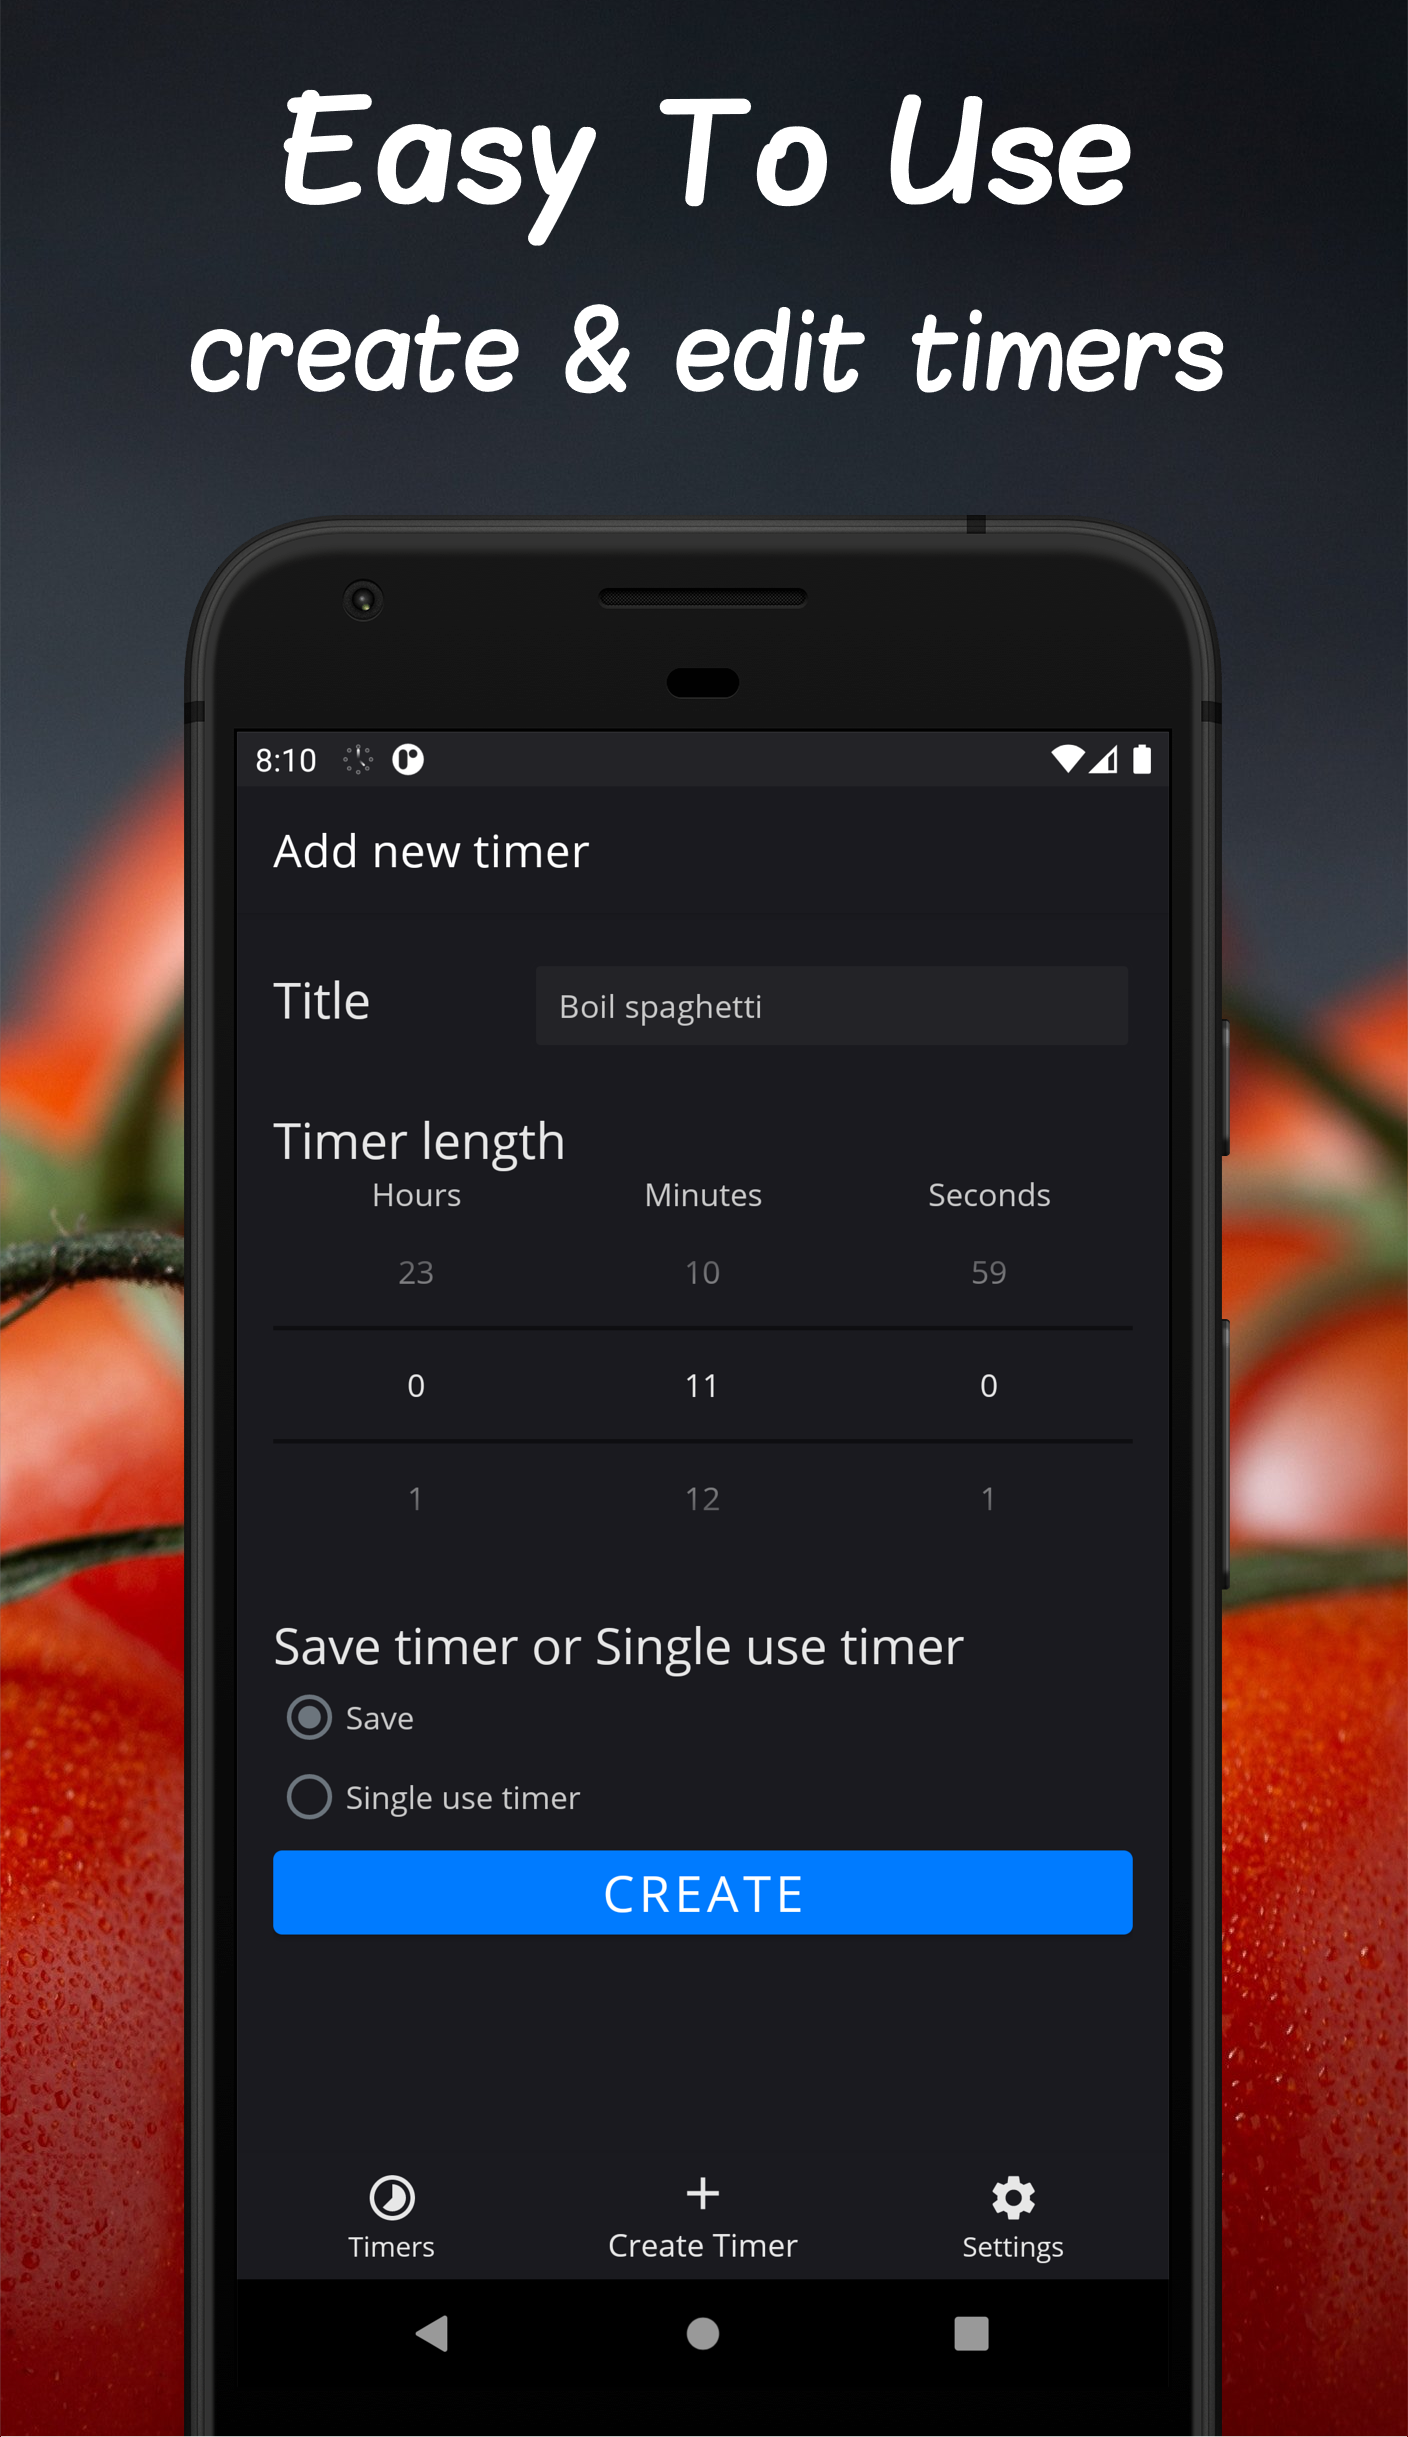 Easy To Use
create & edit timers
8:10
Add new timer
Title
Boil spaghetti
Timer length
Hours Minutes Seconds
23 10 59
0 11 0
1 12 1
Save timer or Single use timer
Save
Single use timer
CREATE
Timers Create Timer Settings